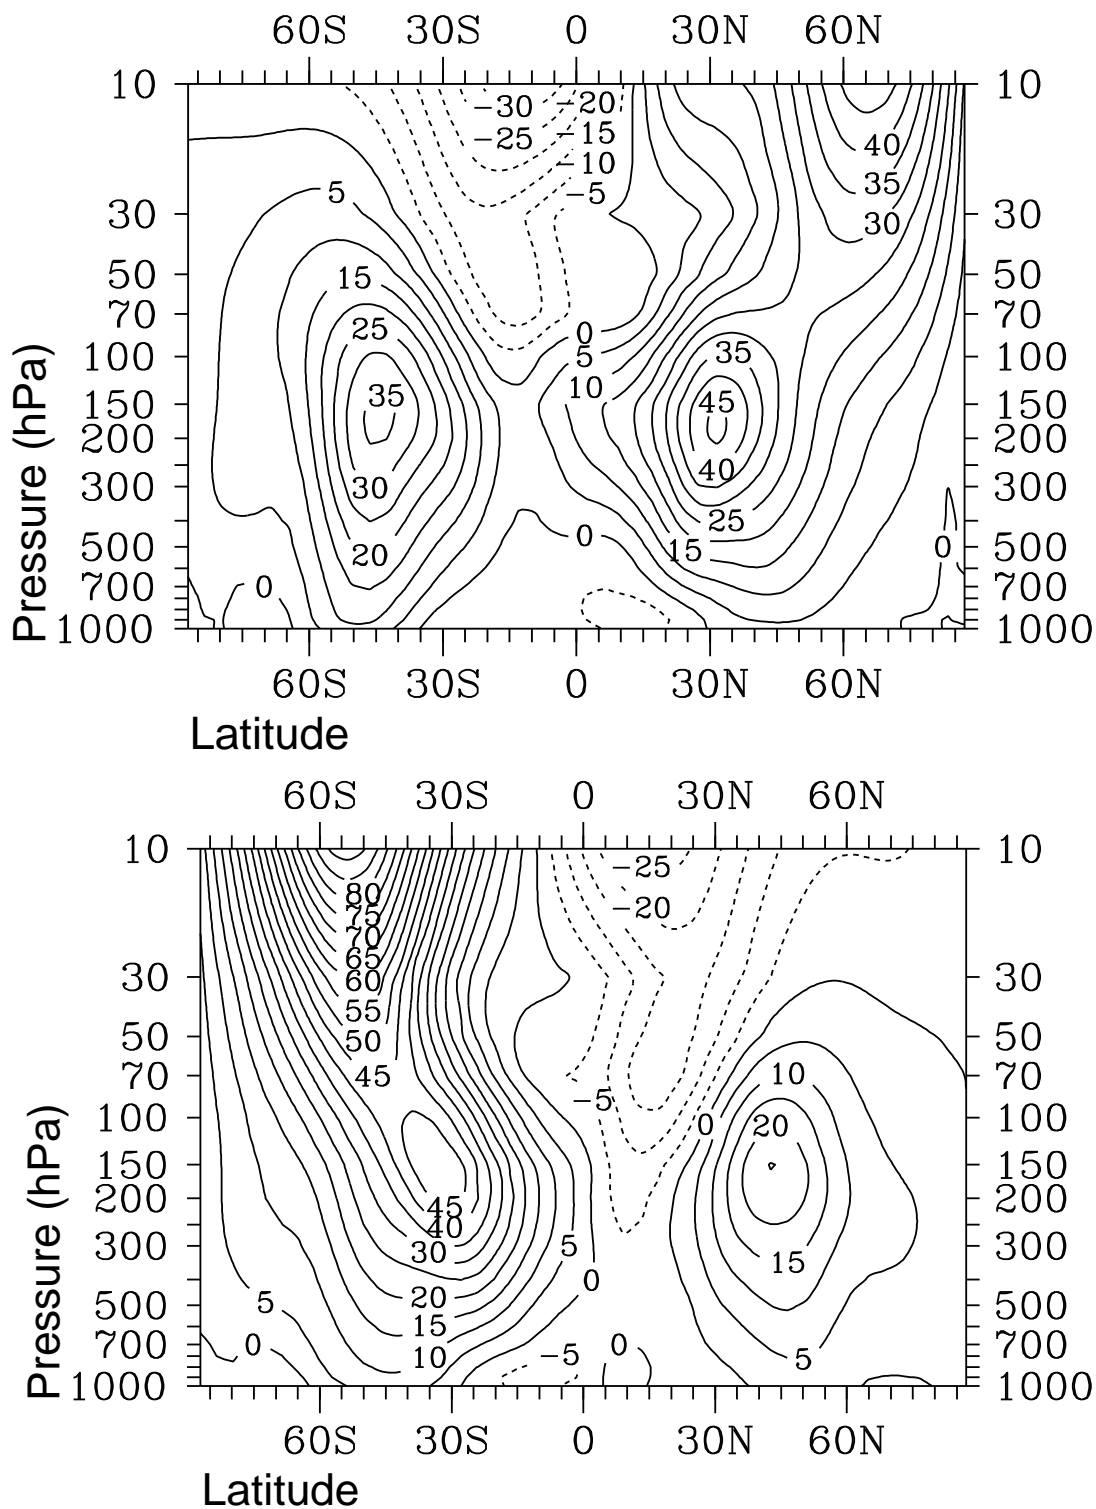 60S 30S 0 30N 60N
10 −30 −20 10
−25 −15 40
−10 35
5 −5
30 30 30
50 15 50
70 25 0 70
100 5 35 100
10
150 35 45 150
200 200
300 30 40 300
25
500 20 0 15 0 500
700 0 700
1000 1000
60S 30S 0 30N 60N
Pressure (hPa)
Latitude
60S 30S 0 30N 60N
10 −25 10
80
75 −20
70
65
30 60 30
55
50 50 50
70 45 10 70
−5
100 0 20 100
150 150
200 45 200
40
300 30 5 15 300
0
500 5 20 500
15
700 0 10 −5 0 5 700
1000 1000
60S 30S 0 30N 60N
Pressure (hPa)
Latitude